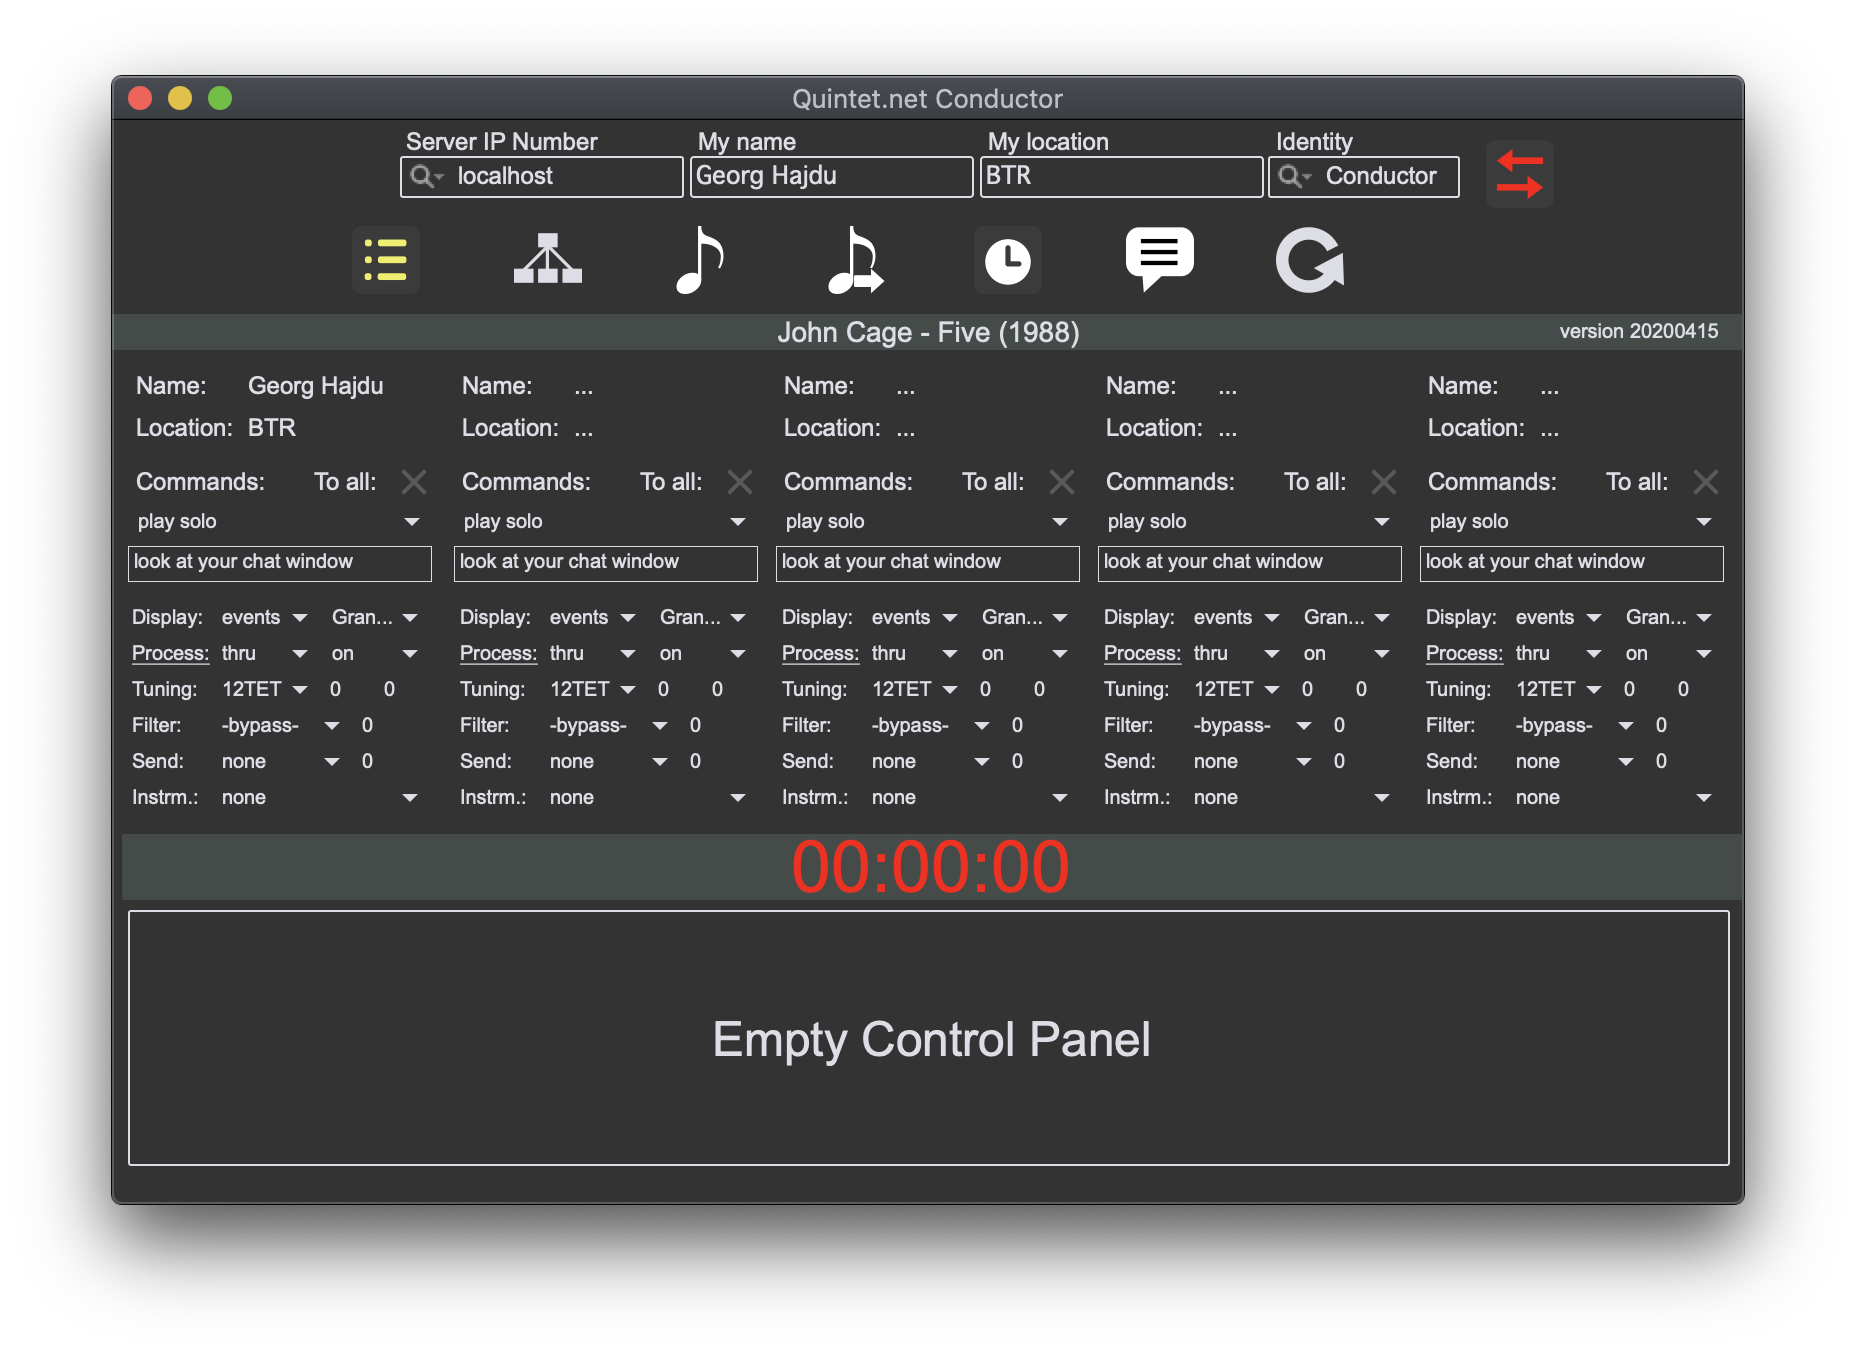 Quintet.net Conductor
Server IP Number My name My location Identity
localhost Georg Hajdu BTR Conductor
John Cage - Five (1988) version 20200415
Name: Georg Hajdu Name: ... Name: ... Name: ... Name: ...
Location: BTR Location: ... Location: ... Location: ... Location: ...
Commands: To all: Commands: To all: Commands: To all: Commands: To all: Commands: To all:
play solo play solo play solo play solo play solo
look at your chat window look at your chat window look at your chat window look at your chat window look at your chat window
Display: events Gran... Display: events Gran... Display: events Gran... Display: events Gran... Display: events Gran...
Process: thru on Process: thru on Process: thru on Process: thru on Process: thru on
Tuning: 12TET 0 0 Tuning: 12TET 0 0 Tuning: 12TET 0 0 Tuning: 12TET 0 0 Tuning: 12TET 0 0
Filter: -bypass- 0 Filter: -bypass- 0 Filter: -bypass- 0 Filter: -bypass- 0 Filter: -bypass- 0
Send: none 0 Send: none 0 Send: none 0 Send: none 0 Send: none 0
Instrm.: none Instrm.: none Instrm.: none Instrm.: none Instrm.: none
00:00:00
Empty Control Panel